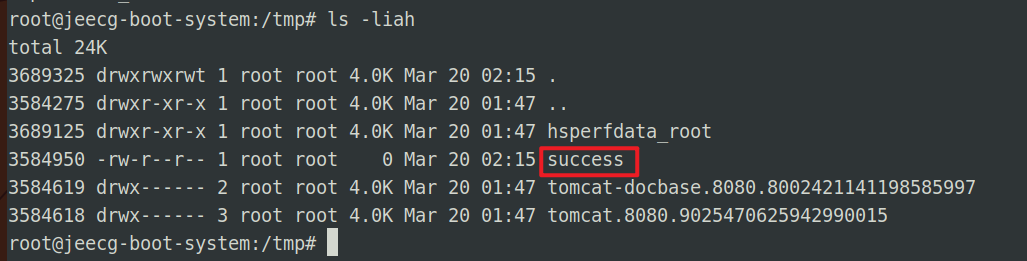 root@jeecg-boot-system:/tmp# ls -liah
total 24K
3689325 drwxrwxrwt 1 root root 4.0K Mar 20 02:15 .
3584275 drwxr-xr-x 1 root root 4.0K Mar 20 01:47 ..
3689125 drwxr-xr-x 1 root root 4.0K Mar 20 01:47 hsperfdata_root
3584950 -rw-r--r-- 1 root root    0 Mar 20 02:15 success
3584619 drwx------ 2 root root 4.0K Mar 20 01:47 tomcat-docbase.8080.8002421141198585997
3584618 drwx------ 3 root root 4.0K Mar 20 01:47 tomcat.8080.9025470625942990015
root@jeecg-boot-system:/tmp#